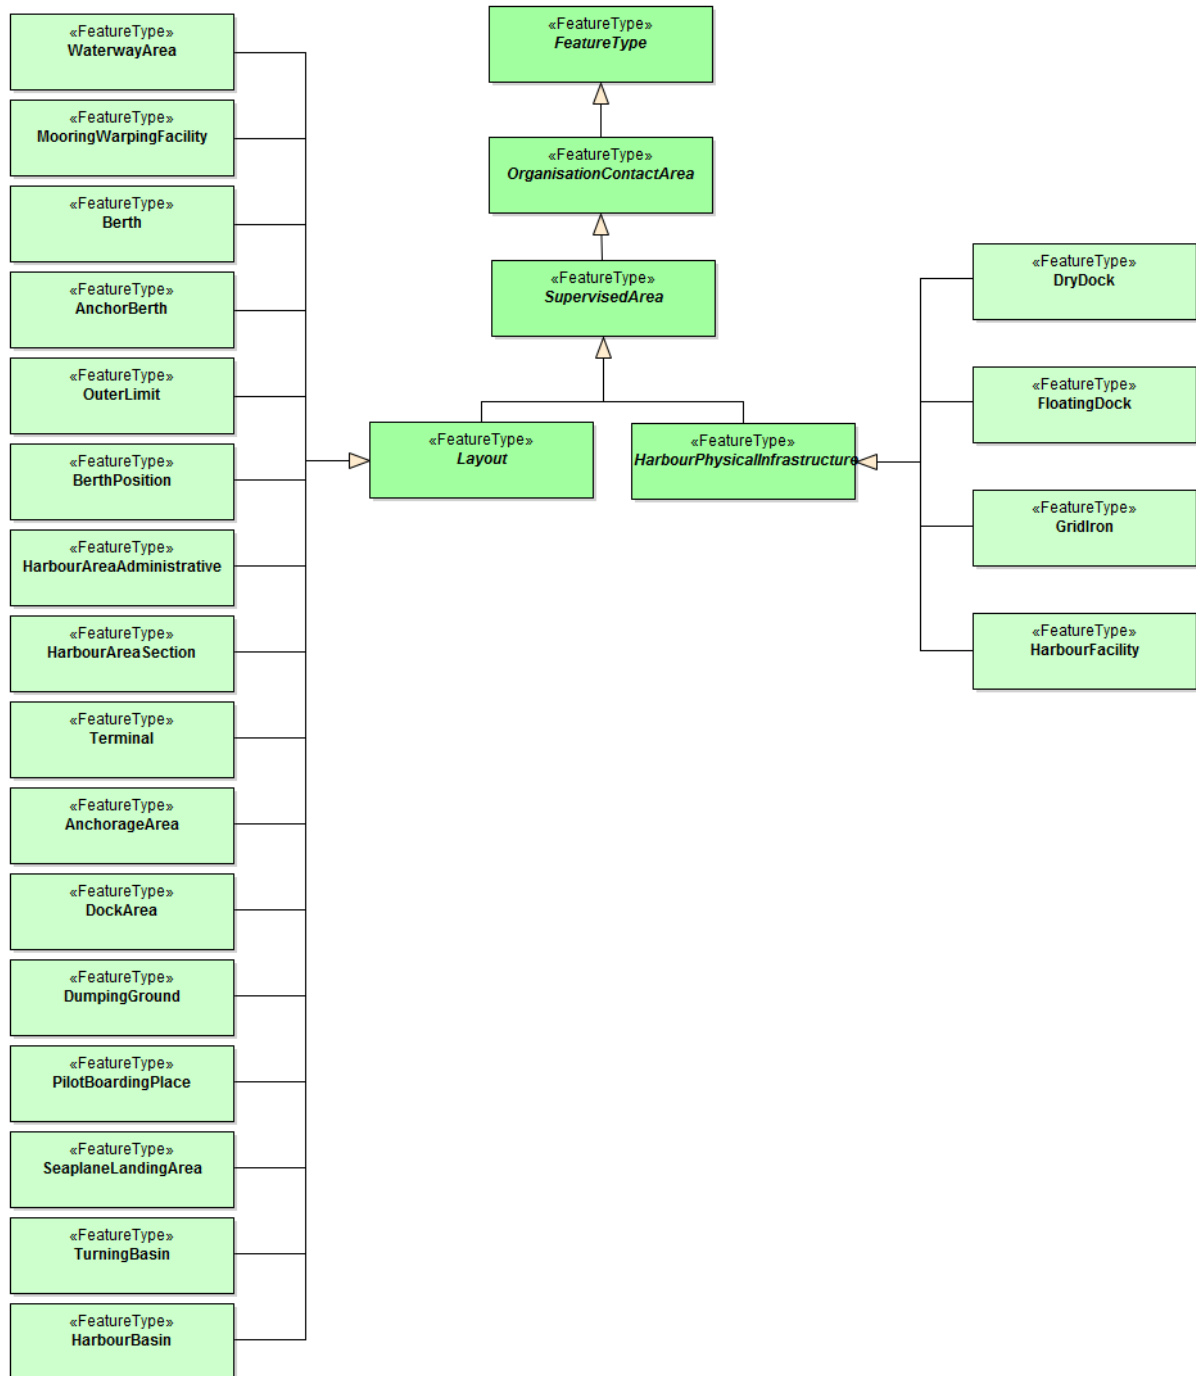 «FeatureType»
WaterwayArea
«FeatureType»
MooringWarpingFacility
«FeatureType»
Berth
«FeatureType»
AnchorBerth
«FeatureType»
OuterLimit
«FeatureType»
BerthPosition
«FeatureType»
HarbourAreaAdministrative
«FeatureType»
HarbourAreaSection
«FeatureType»
Terminal
«FeatureType»
AnchorageArea
«FeatureType»
DockArea
«FeatureType»
DumpingGround
«FeatureType»
PilotBoardingPlace
«FeatureType»
SeaplaneLandingArea
«FeatureType»
TurningBasin
«FeatureType»
HarbourBasin
«FeatureType»
FeatureType
«FeatureType»
OrganisationContactArea
«FeatureType»
SupervisedArea
«FeatureType»
Layout
«FeatureType»
HarbourPhysicalInfrastructure
«FeatureType»
DryDock
«FeatureType»
FloatingDock
«FeatureType»
GridIron
«FeatureType»
HarbourFacility